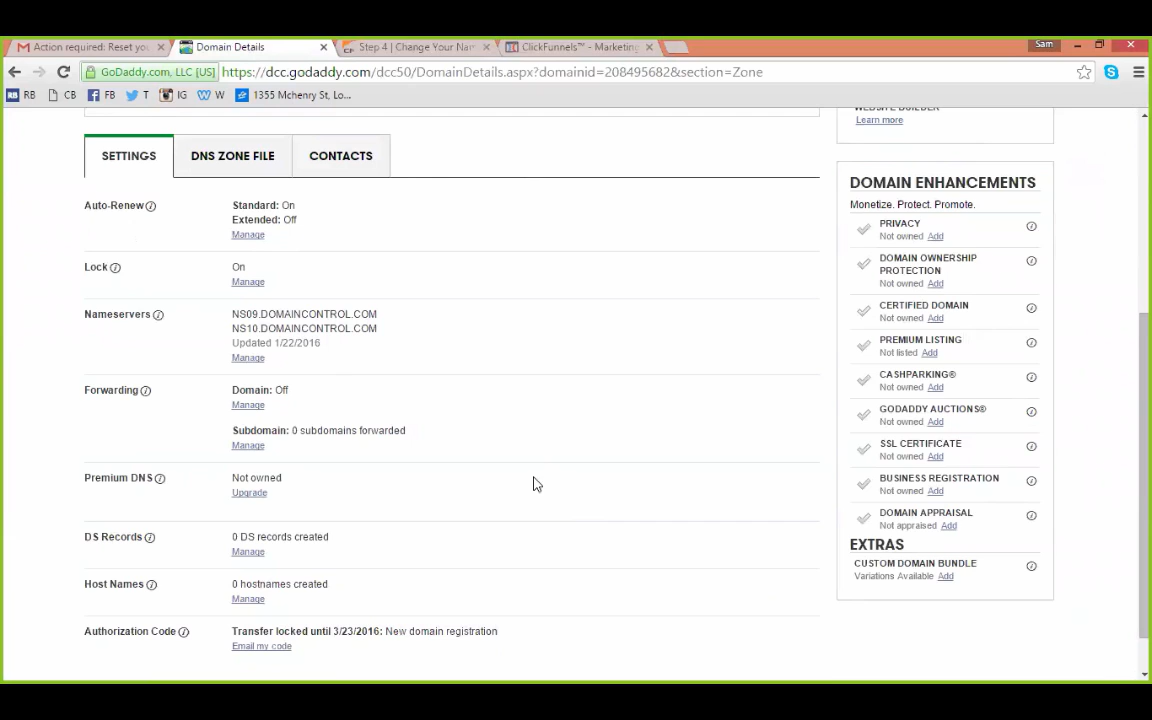 Action required: Reset you
Domain Details
Step 4 | Change Your Nam
ClickFunnels™ - Marketing
Sam
GoDaddy.com, LLC [US]
https://dcc.godaddy.com/dcc50/DomainDetails.aspx?domainid=208495682&section=Zone
RB
CB
FB
T
IG
W
1355 Mchenry St, Lo...
WEBSITE BUILDER
Learn more
SETTINGS
DNS ZONE FILE
CONTACTS
Auto-Renew
Standard: On
Extended: Off
Manage
Lock
On
Manage
Nameservers
NS09.DOMAINCONTROL.COM
NS10.DOMAINCONTROL.COM
Updated 1/22/2016
Manage
Forwarding
Domain: Off
Manage
Subdomain: 0 subdomains forwarded
Manage
Premium DNS
Not owned
Upgrade
DS Records
0 DS records created
Manage
Host Names
0 hostnames created
Manage
Authorization Code
Transfer locked until 3/23/2016: New domain registration
Email my code
DOMAIN ENHANCEMENTS
Monetize. Protect. Promote.
PRIVACY
Not owned Add
DOMAIN OWNERSHIP
PROTECTION
Not owned Add
CERTIFIED DOMAIN
Not owned Add
PREMIUM LISTING
Not listed Add
CASHPARKING®
Not owned Add
GODADDY AUCTIONS®
Not owned Add
SSL CERTIFICATE
Not owned Add
BUSINESS REGISTRATION
Not owned Add
DOMAIN APPRAISAL
Not appraised Add
EXTRAS
CUSTOM DOMAIN BUNDLE
Variations Available Add